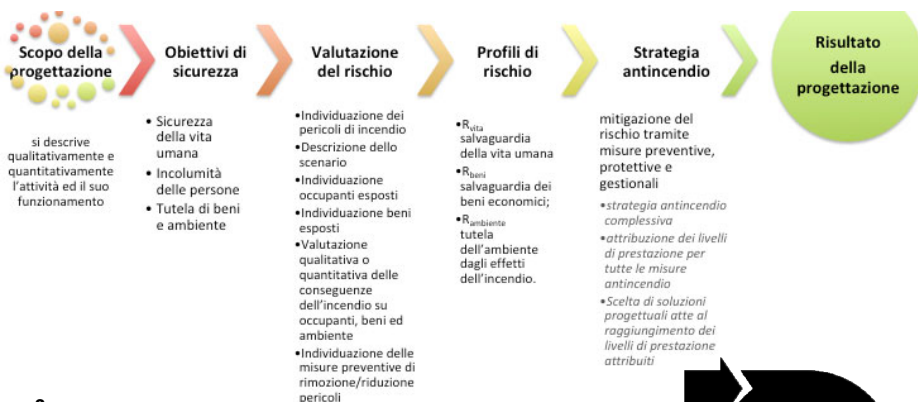 Scopo della
progettazione
si descrive
qualitativamente e
quantitativamente
l'attività ed il suo
funzionamento
Obiettivi di
sicurezza
• Sicurezza
della vita
umana
• Incolumità
delle persone
• Tutela di beni
e ambiente
Valutazione
del rischio
•Individuazione dei
pericoli di incendio
•Descrizione dello
scenario
•Individuazione
occupanti esposti
•Individuazione beni
esposti
•Valutazione
qualitativa o
quantitativa delle
conseguenze
dell'incendio su
occupanti, beni ed
ambiente
•Individuazione delle
misure preventive di
rimozione/riduzione
pericoli
Profili di
rischio
•Rvita
salvaguardia
della vita umana
•Rbeni
salvaguardia dei
beni economici;
•Rambiente
tutela
dell'ambiente
dagli effetti
dell'incendio.
Strategia
antincendio
mitigazione del
rischio tramite
misure preventive,
protettive e
gestionali
•strategia antincendio
complessiva
•attribuzione dei livelli
di prestazione per
tutte le misure
antincendio
•Scelta di soluzioni
progettuali atte al
raggiungimento dei
livelli di prestazione
attribuiti
Risultato
della
progettazione